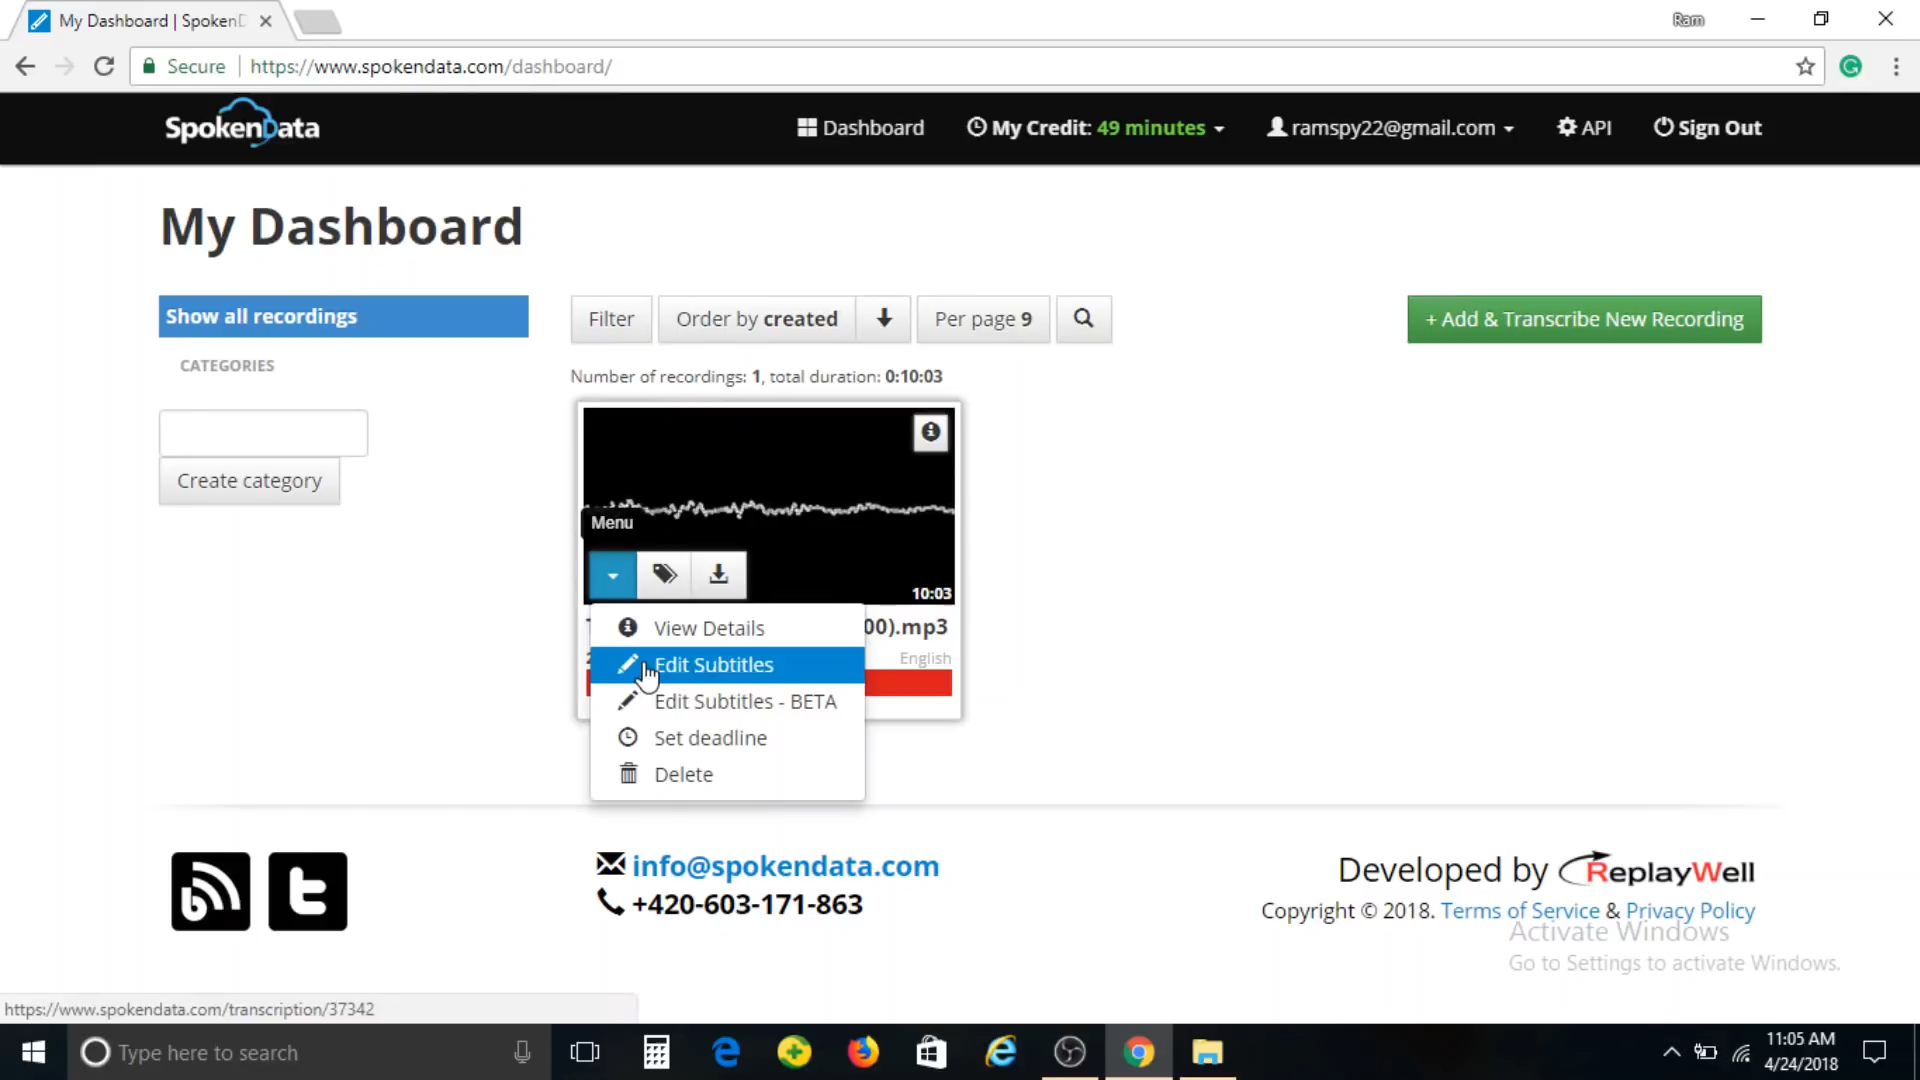 My Dashboard | Spoken
Ram
Secure
https://www.spokendata.com/dashboard/
SpokenData
Dashboard
My Credit: 49 minutes
ramspy22@gmail.com
API
Sign Out
My Dashboard
Show all recordings
Filter
Order by created
Per page 9
+ Add & Transcribe New Recording
CATEGORIES
Number of recordings: 1, total duration: 0:10:03
Create category
Menu
10:03
View Details
00).mp3
Edit Subtitles
English
Edit Subtitles - BETA
Set deadline
Delete
info@spokendata.com
+420-603-171-863
Developed by ReplayWell
Copyright © 2018. Terms of Service & Privacy Policy
Activate Windows
Go to Settings to activate Windows.
https://www.spokendata.com/transcription/37342
Type here to search
11:05 AM
4/24/2018